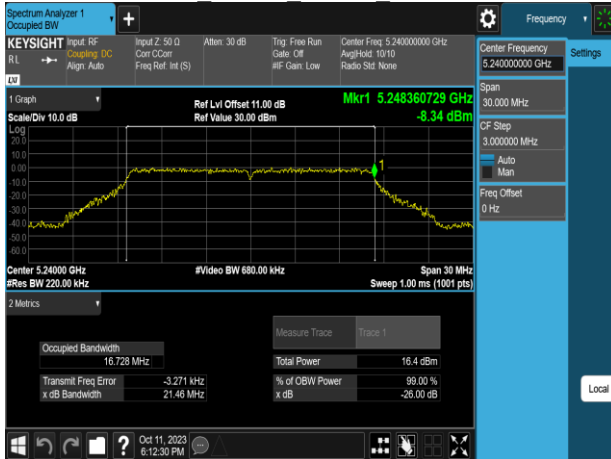 Spectrum Analyzer 1
Occupied BW
Frequency
KEYSIGHT
RL
LXI
Input: RF
Coupling: DC
Align: Auto
Input Z: 50 Ω
Corr CCorr
Freq Ref: Int (S)
Atten: 30 dB
Trig: Free Run
Gate: Off
#IF Gain: Low
Center Freq: 5.240000000 GHz
Avg|Hold: 10/10
Radio Std: None
Center Frequency
5.240000000 GHz
Settings
Span
30.000 MHz
CF Step
3.000000 MHz
Auto
Man
Freq Offset
0 Hz
Local
1 Graph
Scale/Div 10.0 dB
Ref Lvl Offset 11.00 dB
Ref Value 30.00 dBm
Mkr1 5.248360729 GHz
-8.34 dBm
Log
20.0
10.0
0.00
-10.0
-20.0
-30.0
-40.0
-50.0
-60.0
1
Center 5.24000 GHz
#Res BW 220.00 kHz
#Video BW 680.00 kHz
Span 30 MHz
Sweep 1.00 ms (1001 pts)
2 Metrics
Measure Trace
Trace 1
Occupied Bandwidth
16.728 MHz
Total Power
16.4 dBm
Transmit Freq Error
-3.271 kHz
% of OBW Power
99.00 %
x dB Bandwidth
21.46 MHz
x dB
-26.00 dB
?
Oct 11, 2023
6:12:30 PM